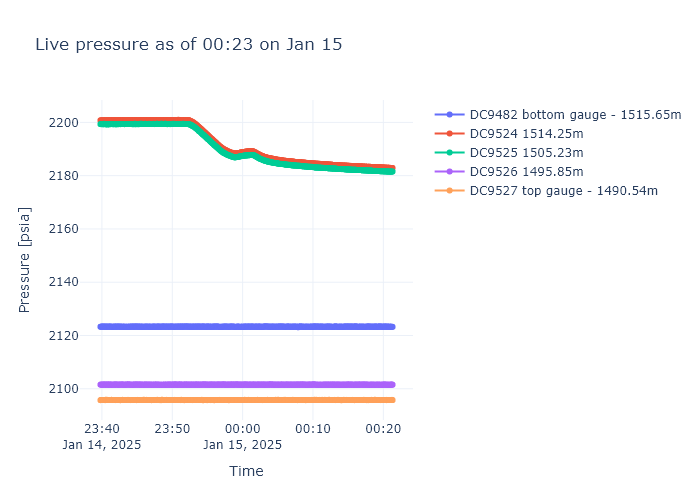 Live pressure as of 00:23 on Jan 15
DC9482 bottom gauge - 1515.65m
DC9524 1514.25m
DC9525 1505.23m
DC9526 1495.85m
DC9527 top gauge - 1490.54m
Pressure [psia]
2200
2180
2160
2140
2120
2100
23:40 23:50 00:00 00:10 00:20
Jan 14, 2025 Jan 15, 2025
Time